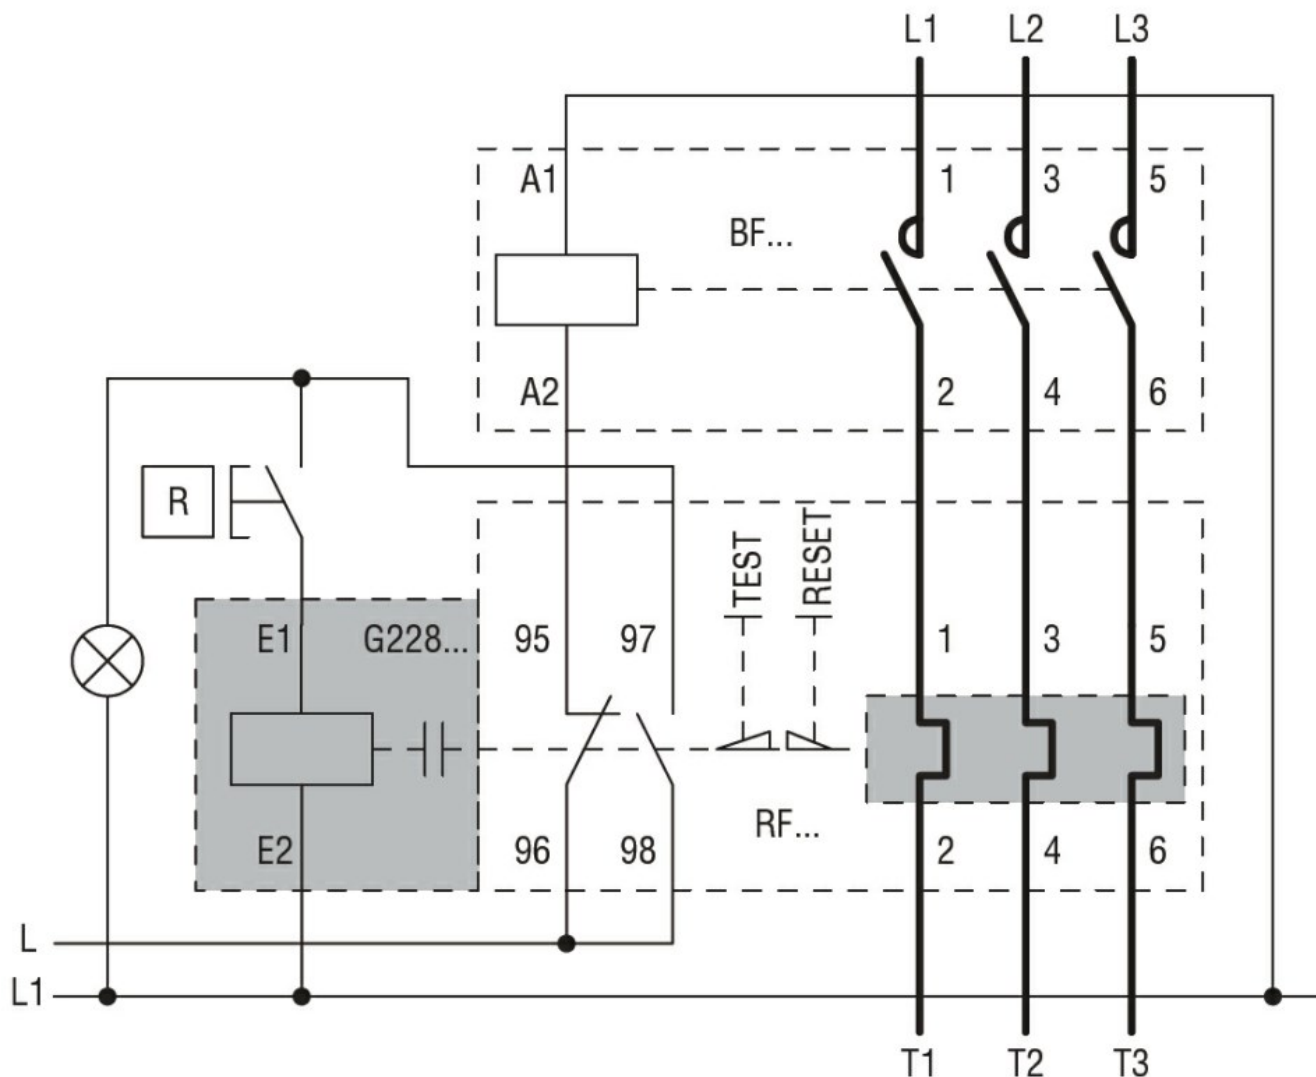 L1 L2 L3
A1 1 3 5
BF...
A2 2 4 6
R
TEST RESET
E1 G228... 95 97 1 3 5
RF...
E2 96 98 2 4 6
L
L1
T1 T2 T3